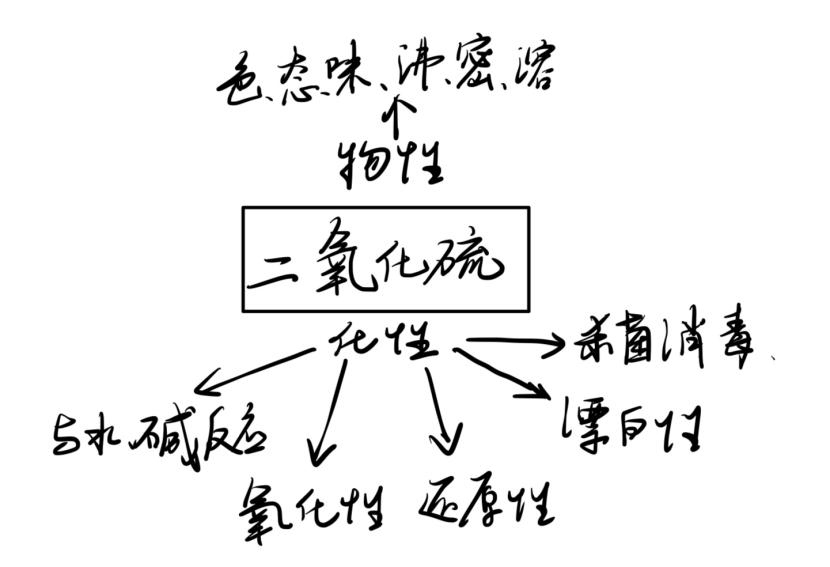 色、态、味、沸、密、溶
物性
二氧化硫
化性
杀菌消毒、
与水、碱反应
漂白性
氧化性 还原性